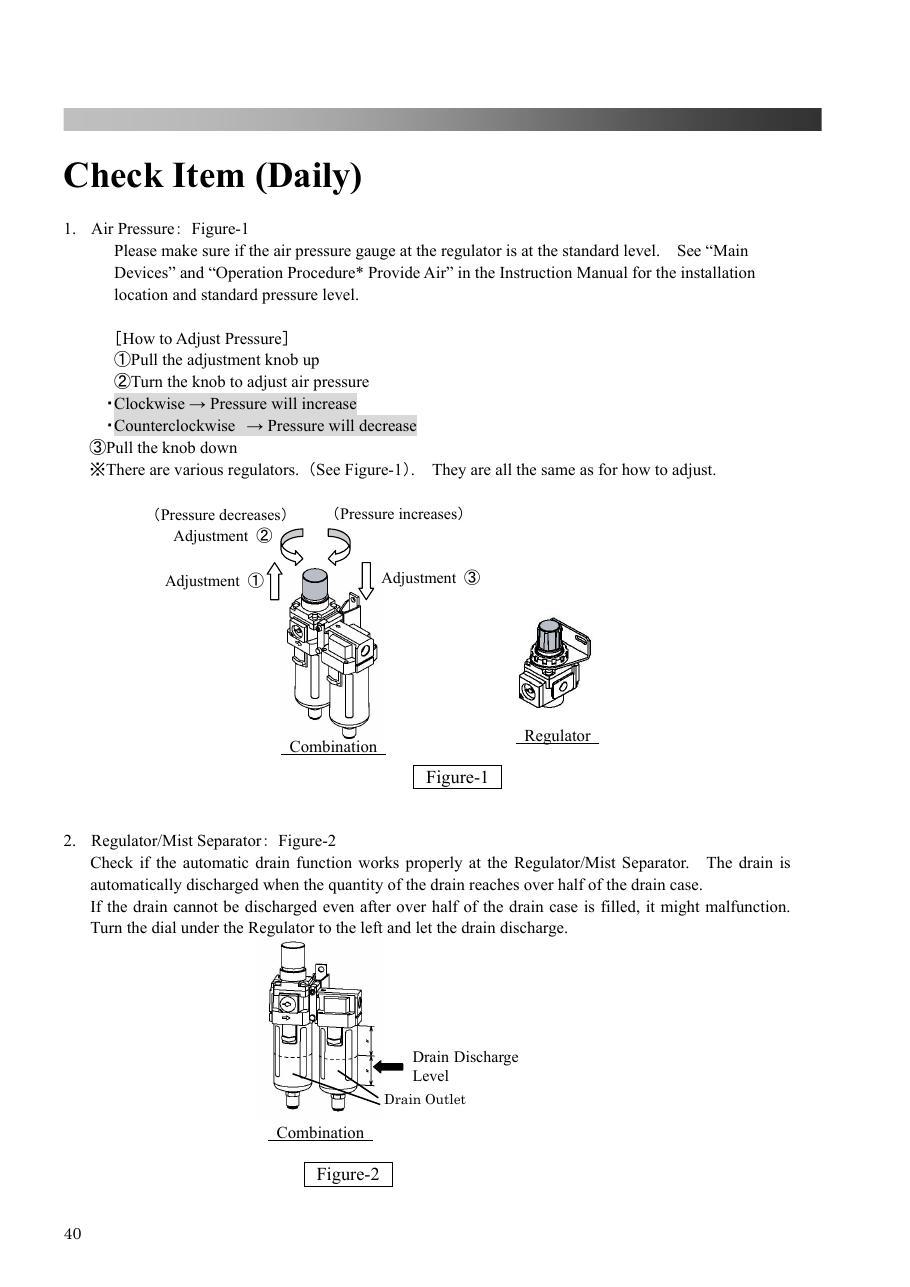 Check Item (Daily)
1. Air Pressure：Figure-1
Please make sure if the air pressure gauge at the regulator is at the standard level. See “Main
Devices” and “Operation Procedure* Provide Air” in the Instruction Manual for the installation
location and standard pressure level.
［How to Adjust Pressure］
①Pull the adjustment knob up
②Turn the knob to adjust air pressure
・Clockwise → Pressure will increase
・Counterclockwise → Pressure will decrease
③Pull the knob down
※There are various regulators.（See Figure-1）. They are all the same as for how to adjust.
（Pressure decreases）
（Pressure increases）
Adjustment ②
Adjustment ①
Adjustment ③
Combination
Regulator
Figure-1
2. Regulator/Mist Separator：Figure-2
Check if the automatic drain function works properly at the Regulator/Mist Separator. The drain is
automatically discharged when the quantity of the drain reaches over half of the drain case.
If the drain cannot be discharged even after over half of the drain case is filled, it might malfunction.
Turn the dial under the Regulator to the left and let the drain discharge.
Drain Discharge
Level
Drain Outlet
Combination
Figure-2
40